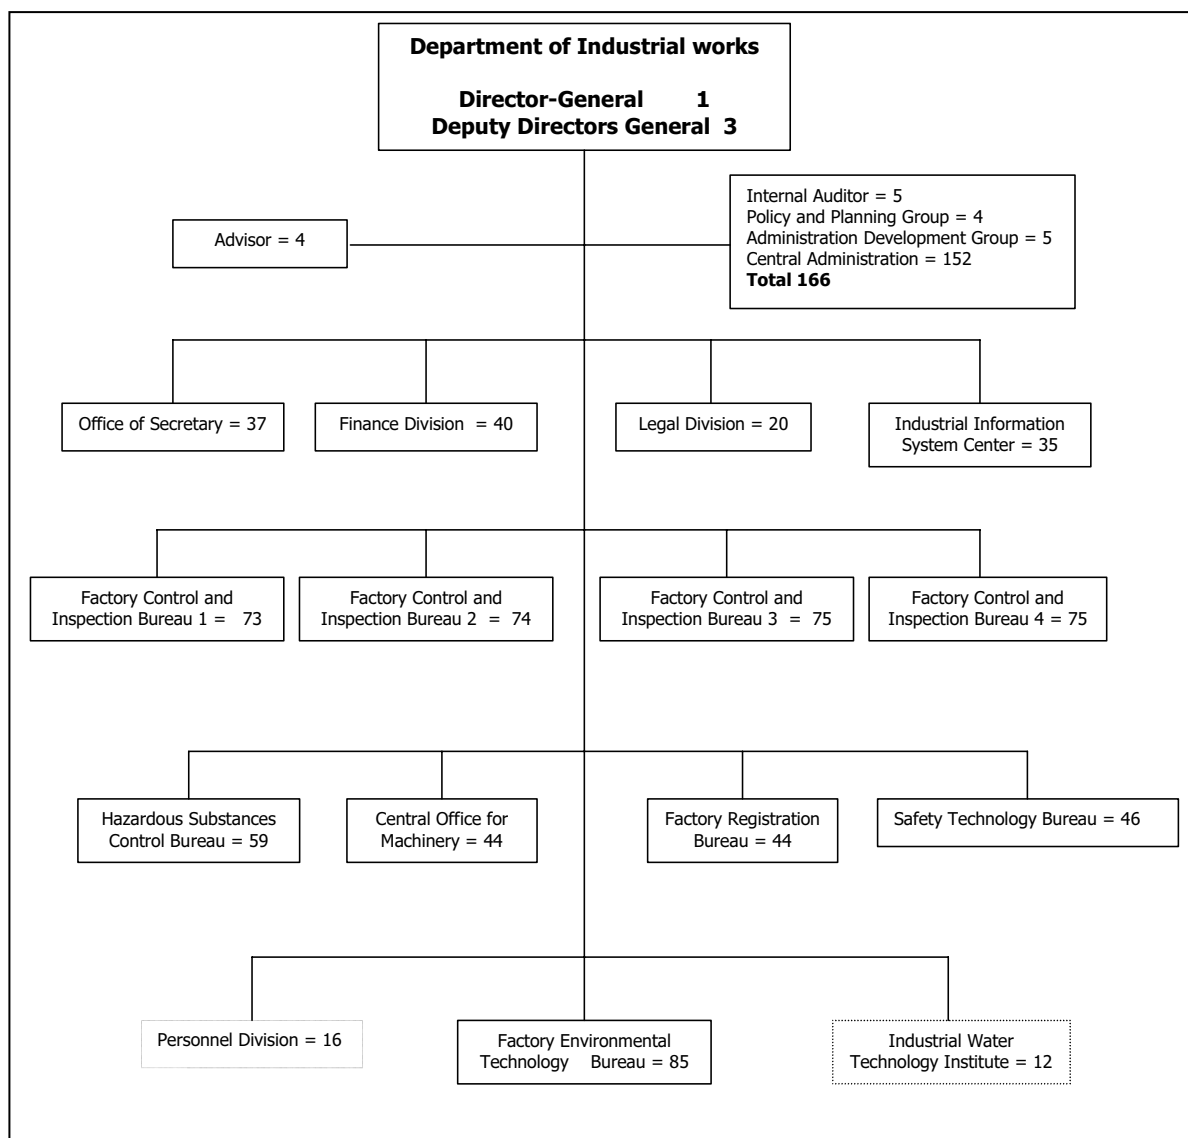 Department of Industrial works
Director-General 1
Deputy Directors General 3
Advisor = 4
Internal Auditor = 5
Policy and Planning Group = 4
Administration Development Group = 5
Central Administration = 152
Total 166
Office of Secretary = 37
Finance Division = 40
Legal Division = 20
Industrial Information
System Center = 35
Factory Control and
Inspection Bureau 1 = 73
Factory Control and
Inspection Bureau 2 = 74
Factory Control and
Inspection Bureau 3 = 75
Factory Control and
Inspection Bureau 4 = 75
Hazardous Substances
Control Bureau = 59
Central Office for
Machinery = 44
Factory Registration
Bureau = 44
Safety Technology Bureau = 46
Personnel Division = 16
Factory Environmental
Technology Bureau = 85
Industrial Water
Technology Institute = 12